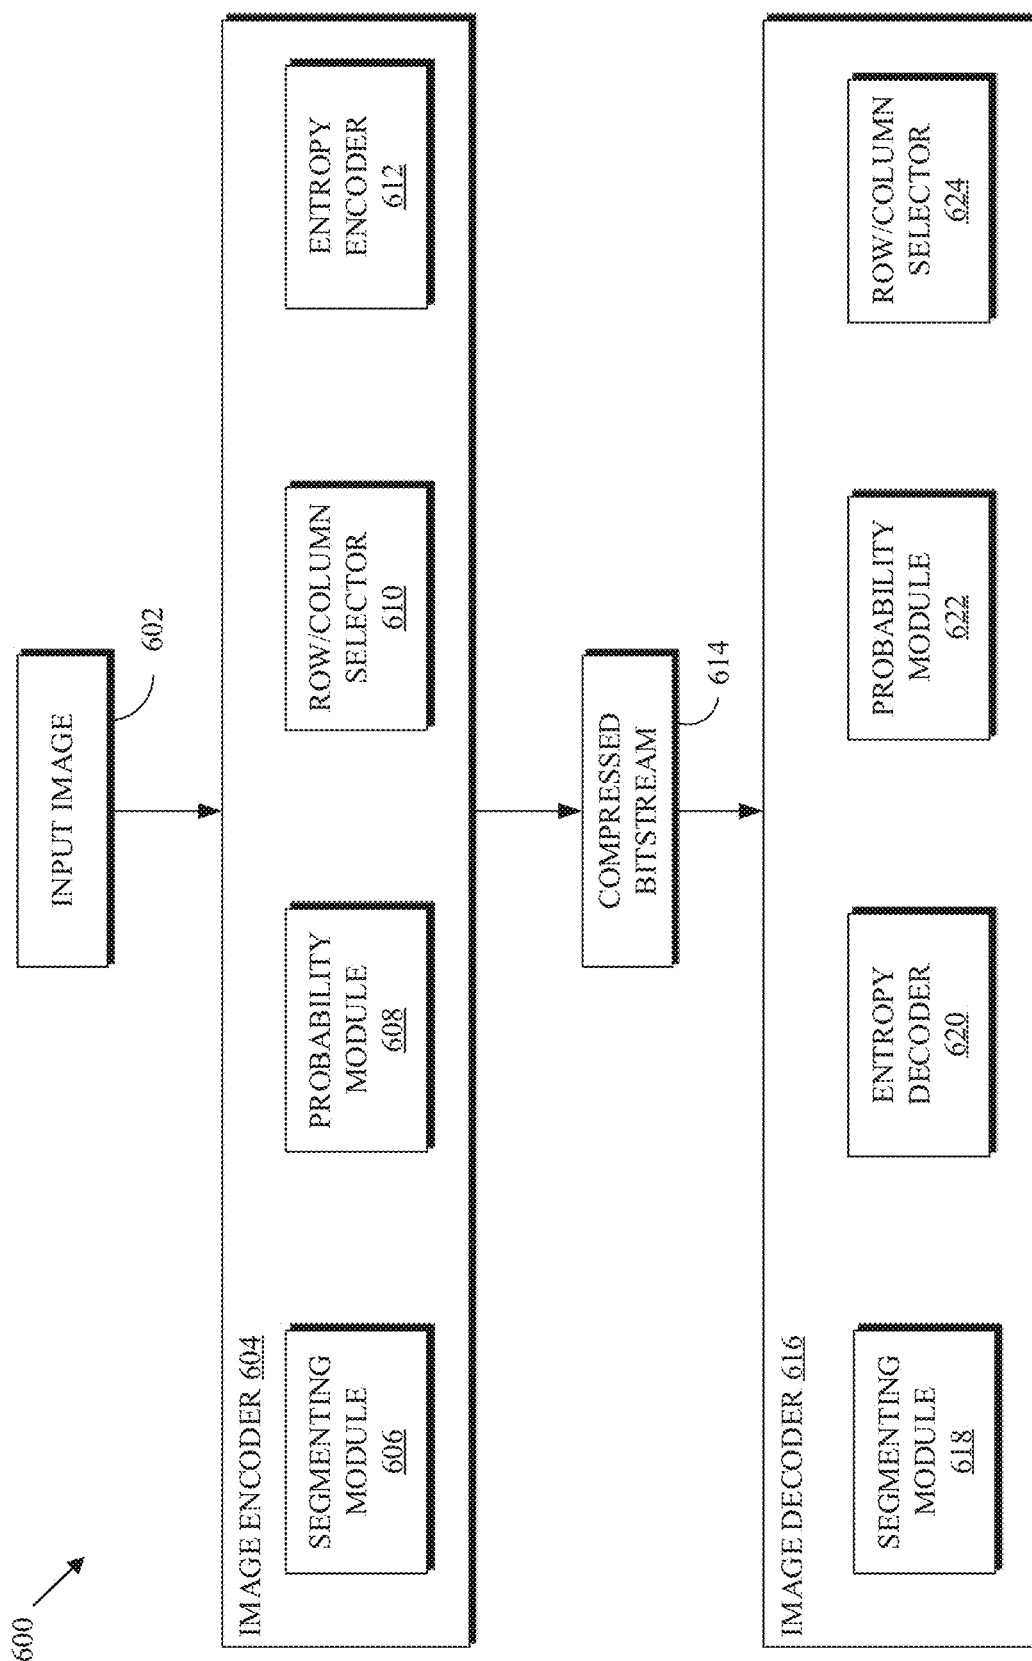 600
INPUT IMAGE
602
IMAGE ENCODER 604
SEGMENTING
MODULE
606
PROBABILITY
MODULE
608
ROW/COLUMN
SELECTOR
610
ENTROPY
ENCODER
612
COMPRESSED
BITSTREAM
614
IMAGE DECODER 616
SEGMENTING
MODULE
618
ENTROPY
DECODER
620
PROBABILITY
MODULE
622
ROW/COLUMN
SELECTOR
624